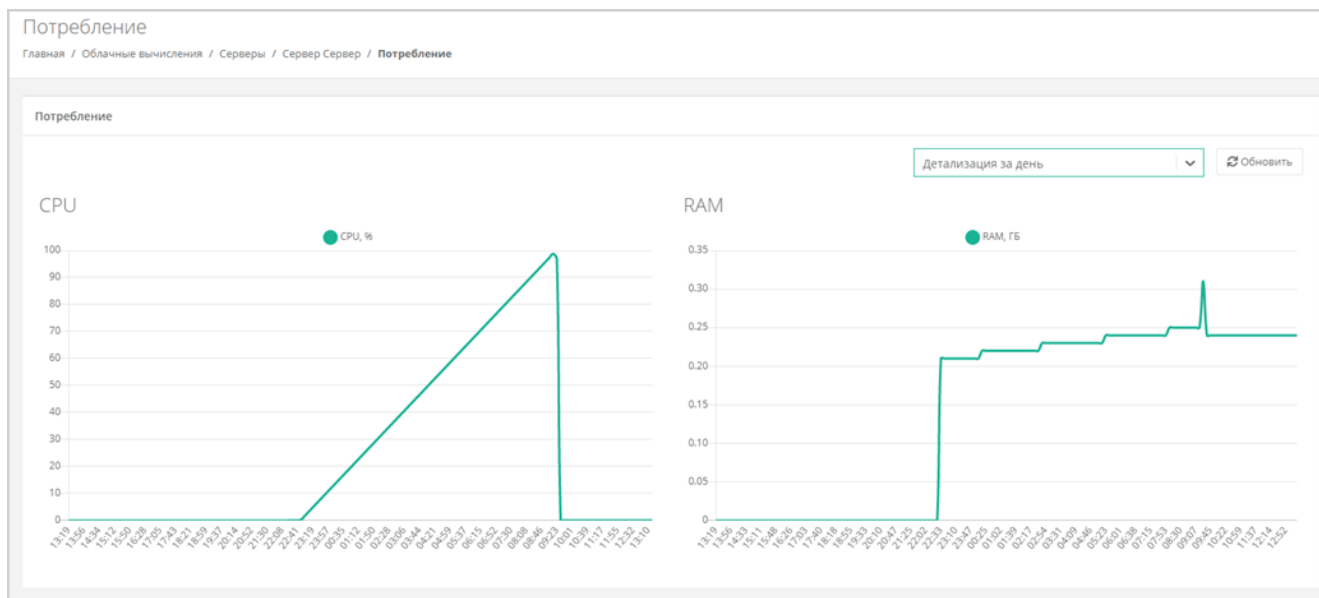 Потребление
Главная / Облачные вычисления / Серверы / Сервер Сервер / Потребление
Потребление
Детализация за день
Обновить
CPU
CPU, %
100
90
80
70
60
50
40
30
20
10
0
13:19 13:56 14:34 15:12 15:50 16:28 17:05 17:43 18:21 18:59 19:37 20:14 20:52 21:30 22:08 22:41 23:19 23:57 00:35 01:12 01:50 02:28 03:06 03:44 04:21 04:59 05:37 06:15 06:52 07:30 08:08 08:46 09:23 10:01 10:39 11:17 11:55 12:32 13:10
RAM
RAM, ГБ
0.35
0.30
0.25
0.20
0.15
0.10
0.05
0
13:19 13:56 14:33 15:11 15:48 16:26 17:03 17:40 18:18 18:55 19:33 20:10 20:47 21:25 22:02 22:33 23:10 23:47 00:25 01:02 01:39 02:17 02:54 03:31 04:09 04:46 05:23 06:01 06:38 07:15 07:53 08:30 09:07 09:45 10:22 10:59 11:37 12:14 12:52